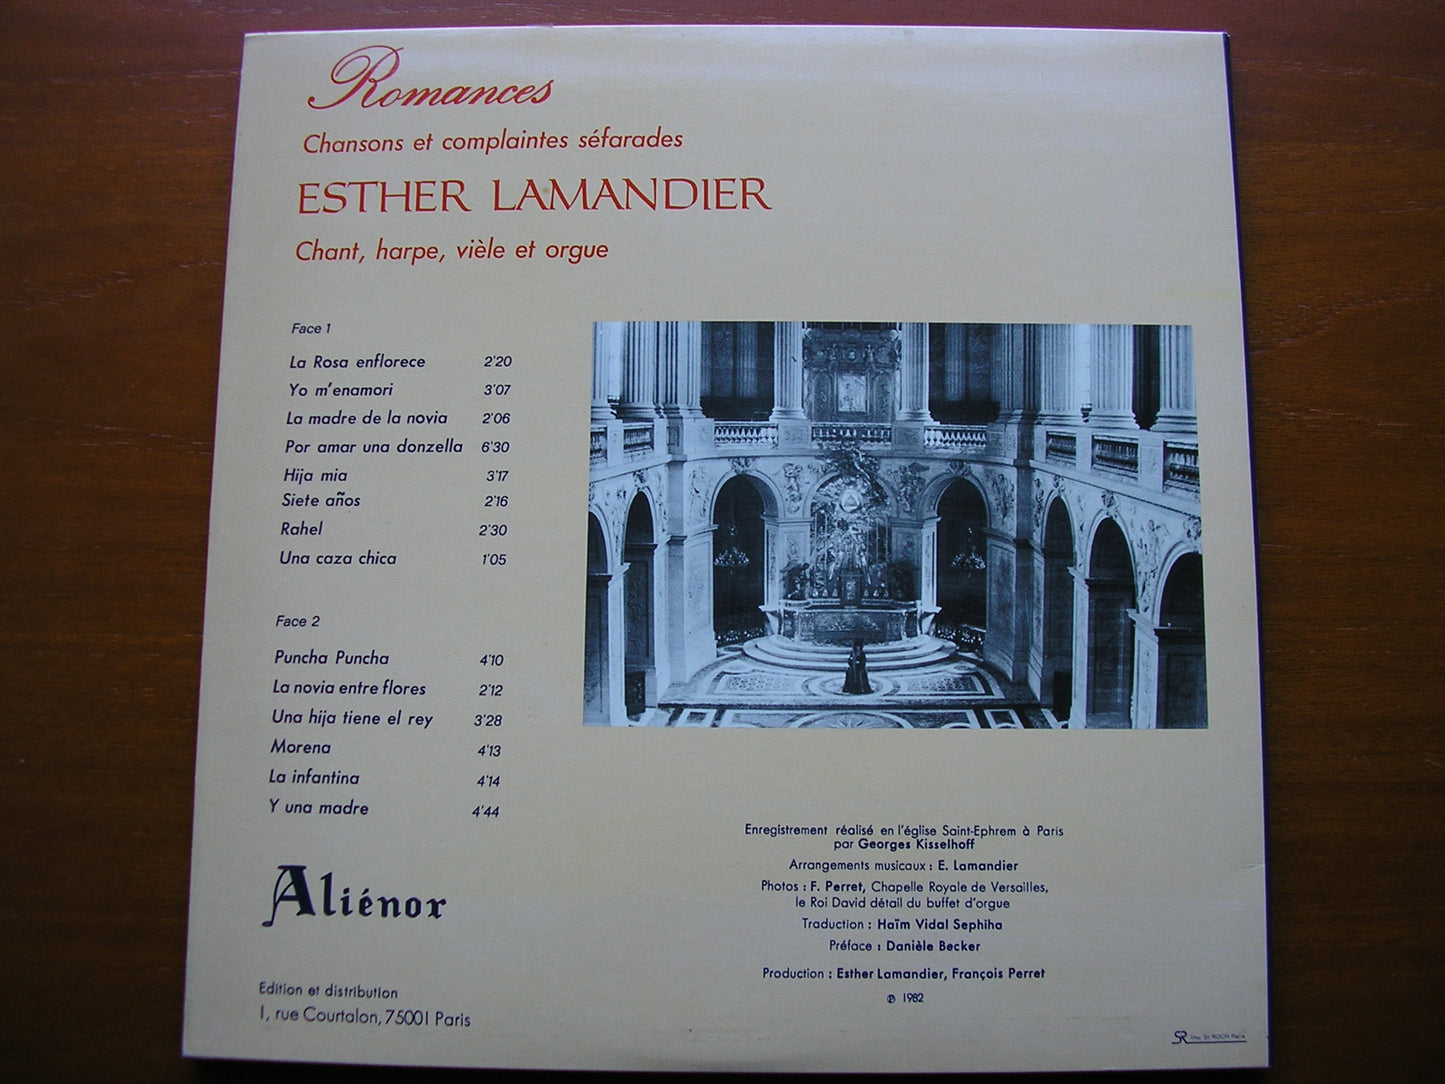 Romances
Chansons et complaintes séfarades
ESTHER LAMANDIER
Chant, harpe, vièle et orgue
Face 1
La Rosa enflorece 2'20
Yo m'enamori 3'07
La madre de la novia 2'06
Por amar una donzella 6'30
Hija mia 3'17
Siete años 2'16
Rahel 2'30
Una caza chica 1'05
Face 2
Puncha Puncha 4'10
La novia entre flores 2'12
Una hija tiene el rey 3'28
Morena 4'13
La infantina 4'14
Y una madre 4'44
Aliénor
Edition et distribution
1, rue Courtalon, 75001 Paris
Enregistrement réalisé en l'église Saint-Ephrem à Paris
par Georges Kisselhoff
Arrangements musicaux : E. Lamandier
Photos : F. Perret, Chapelle Royale de Versailles,
le Roi David détail du buffet d'orgue
Traduction : Haïm Vidal Sephiha
Préface : Danièle Becker
Production : Esther Lamandier, François Perret
℗ 1982
SR Imp. St. ROCH Paris